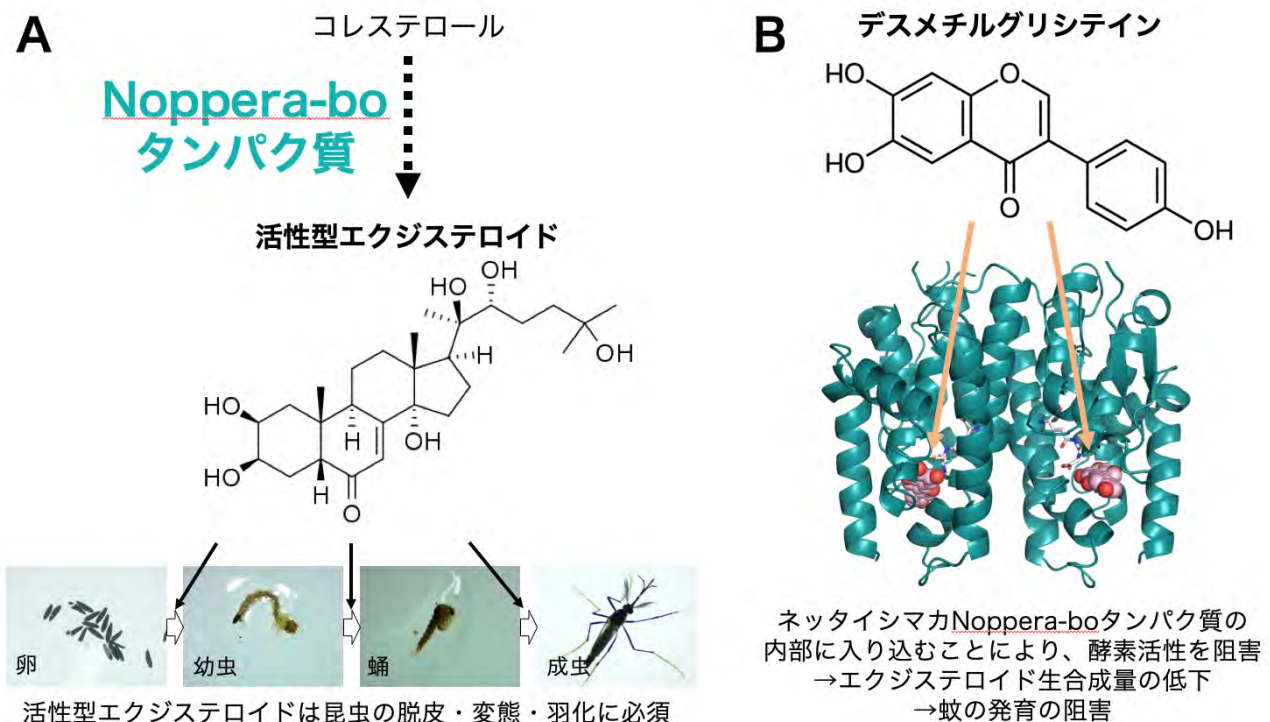 A
コレステロール
Noppera-bo
タンパク質
活性型エクジステロイド
OH
HO
OH
HO
H
H
OH
HO
H
O
卵
幼虫
蛹
成虫
活性型エクジステロイドは昆虫の脱皮・変態・羽化に必須
B
デスメチルグリシテイン
HO
O
HO
O
OH
ネッタイシマカNoppera-boタンパク質の
内部に入り込むことにより、酵素活性を阻害
→エクジステロイド生合成量の低下
→蚊の発育の阻害